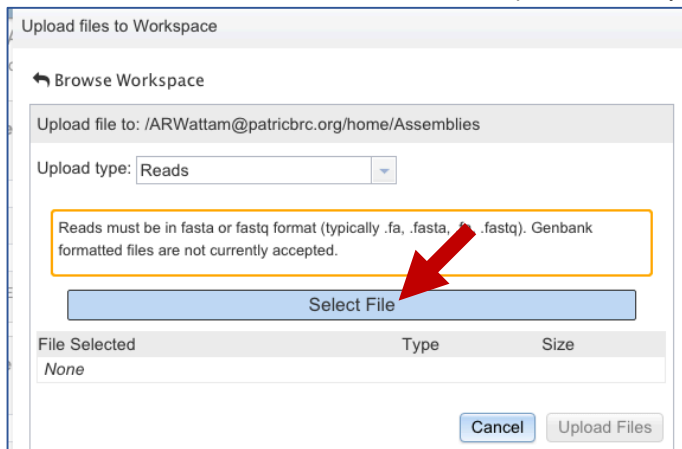 Upload files to Workspace
Browse Workspace
Upload file to: /ARWattam@patricbrc.org/home/Assemblies
Upload type: Reads
Reads must be in fasta or fastq format (typically .fa, .fasta, .fastq). Genbank
formatted files are not currently accepted.
Select File
File Selected Type Size
None
Cancel Upload Files